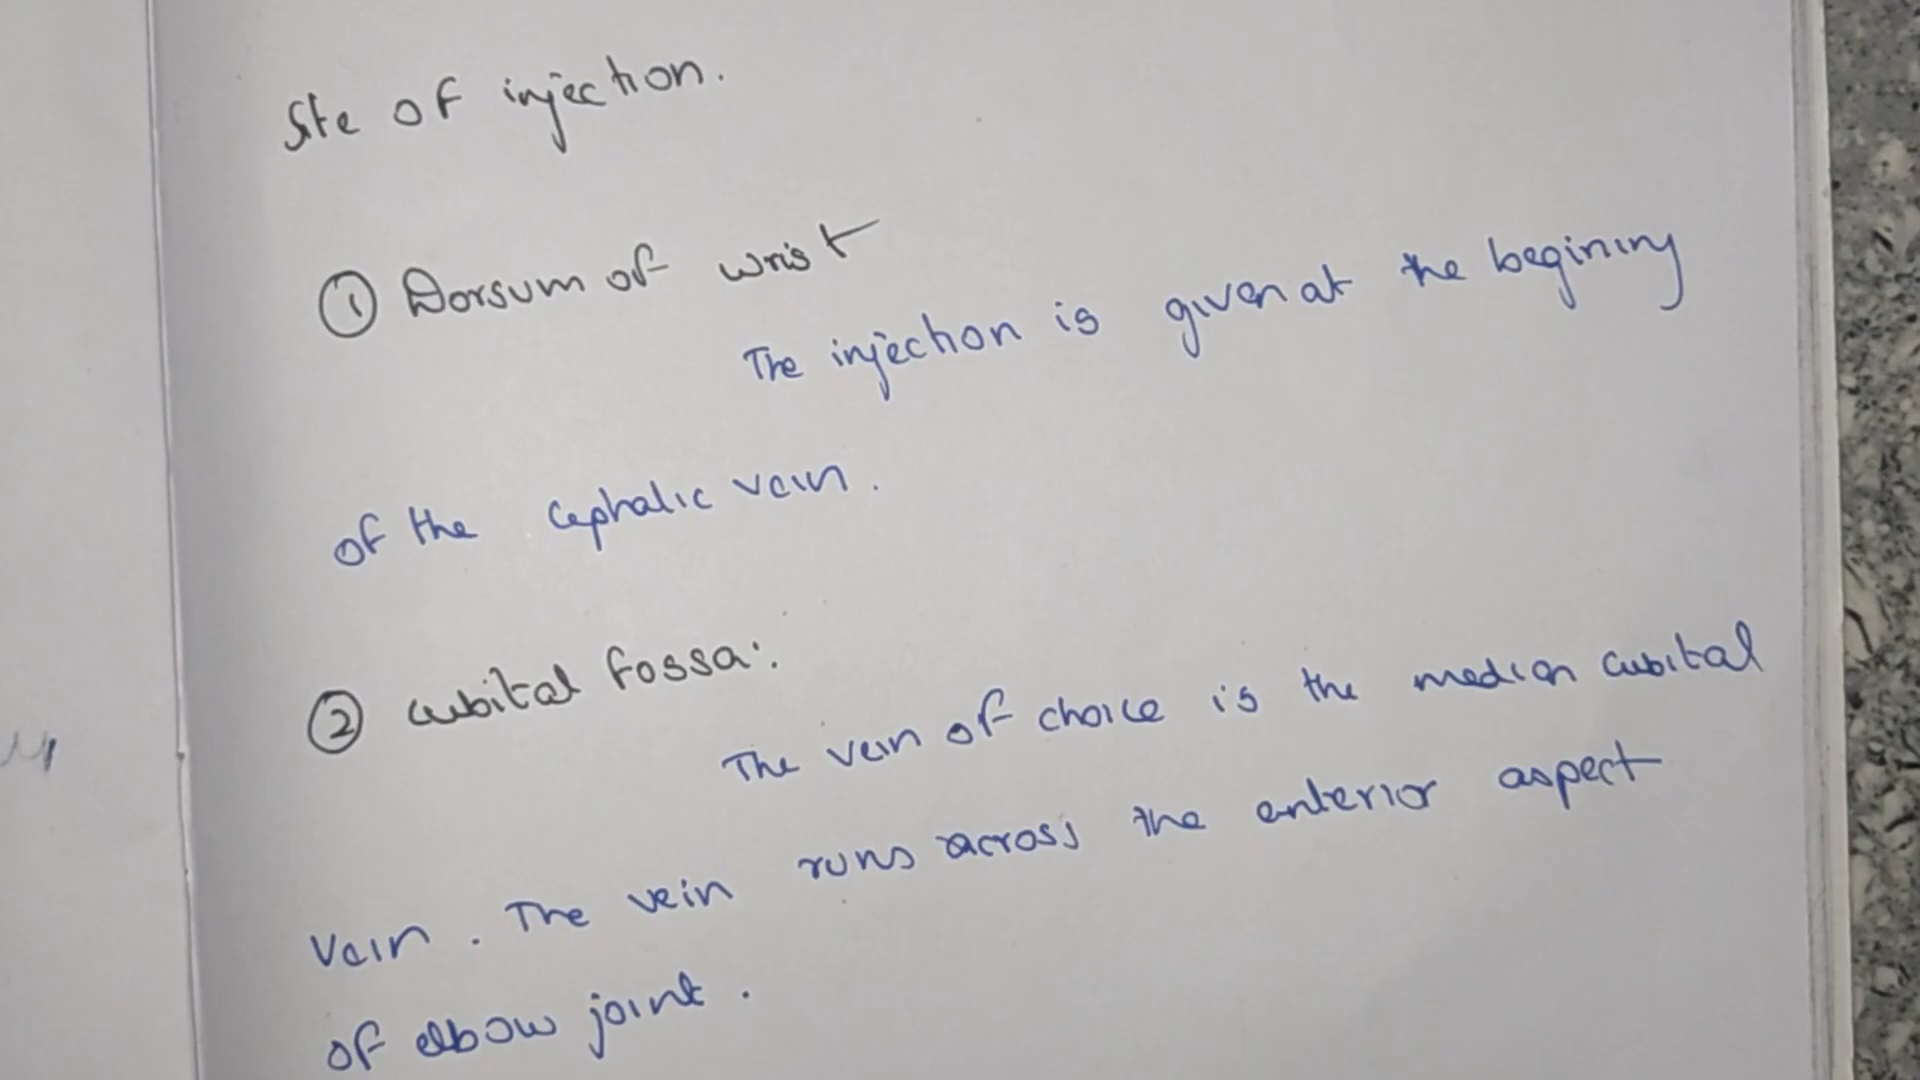 Site of injection.
① Dorsum of wrist
The injection is given at the begining
of the cephalic vein.
② cubital fossa:.
The vein of choice is the median cubital
vein. The vein runs across the anterior aspect
of elbow joint.